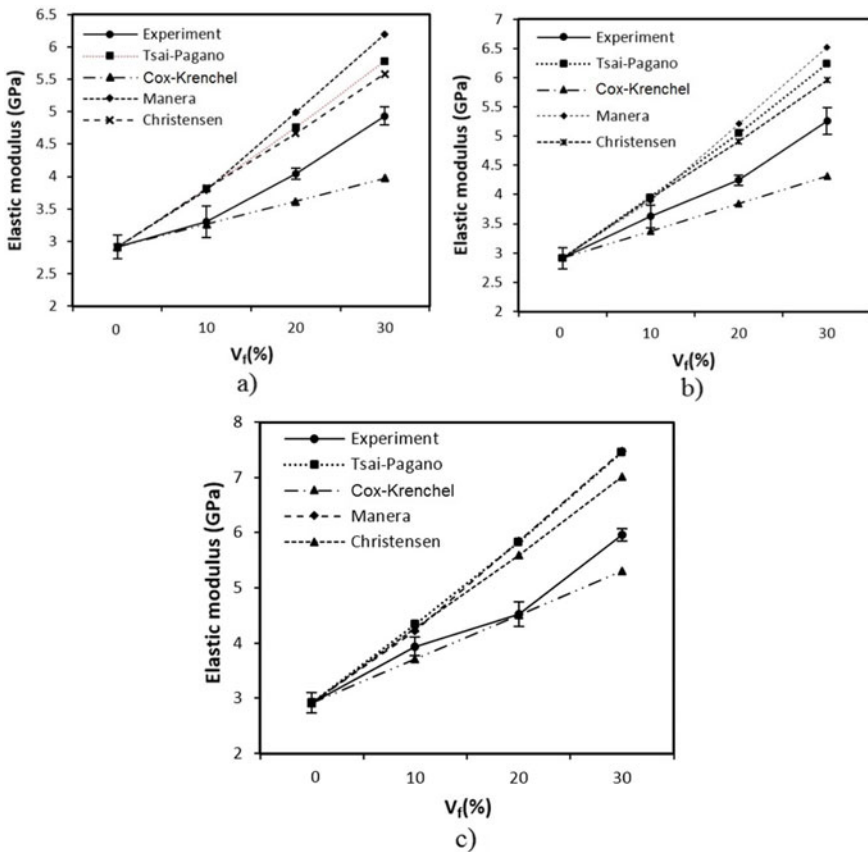 Elastic modulus (GPa)
6.5
6
5.5
5
4.5
4
3.5
3
2.5
2
Experiment
Tsai-Pagano
Cox-Krenchel
Manera
Christensen
0 10 20 30
Vf(%)
a)
Elastic modulus (GPa)
7
6.5
6
5.5
5
4.5
4
3.5
3
2.5
2
Experiment
Tsai-Pagano
Cox-Krenchel
Manera
Christensen
0 10 20 30
Vf(%)
b)
Elastic modulus (GPa)
8
7
6
5
4
3
2
Experiment
Tsai-Pagano
Cox-Krenchel
Manera
Christensen
0 10 20 30
Vf(%)
c)